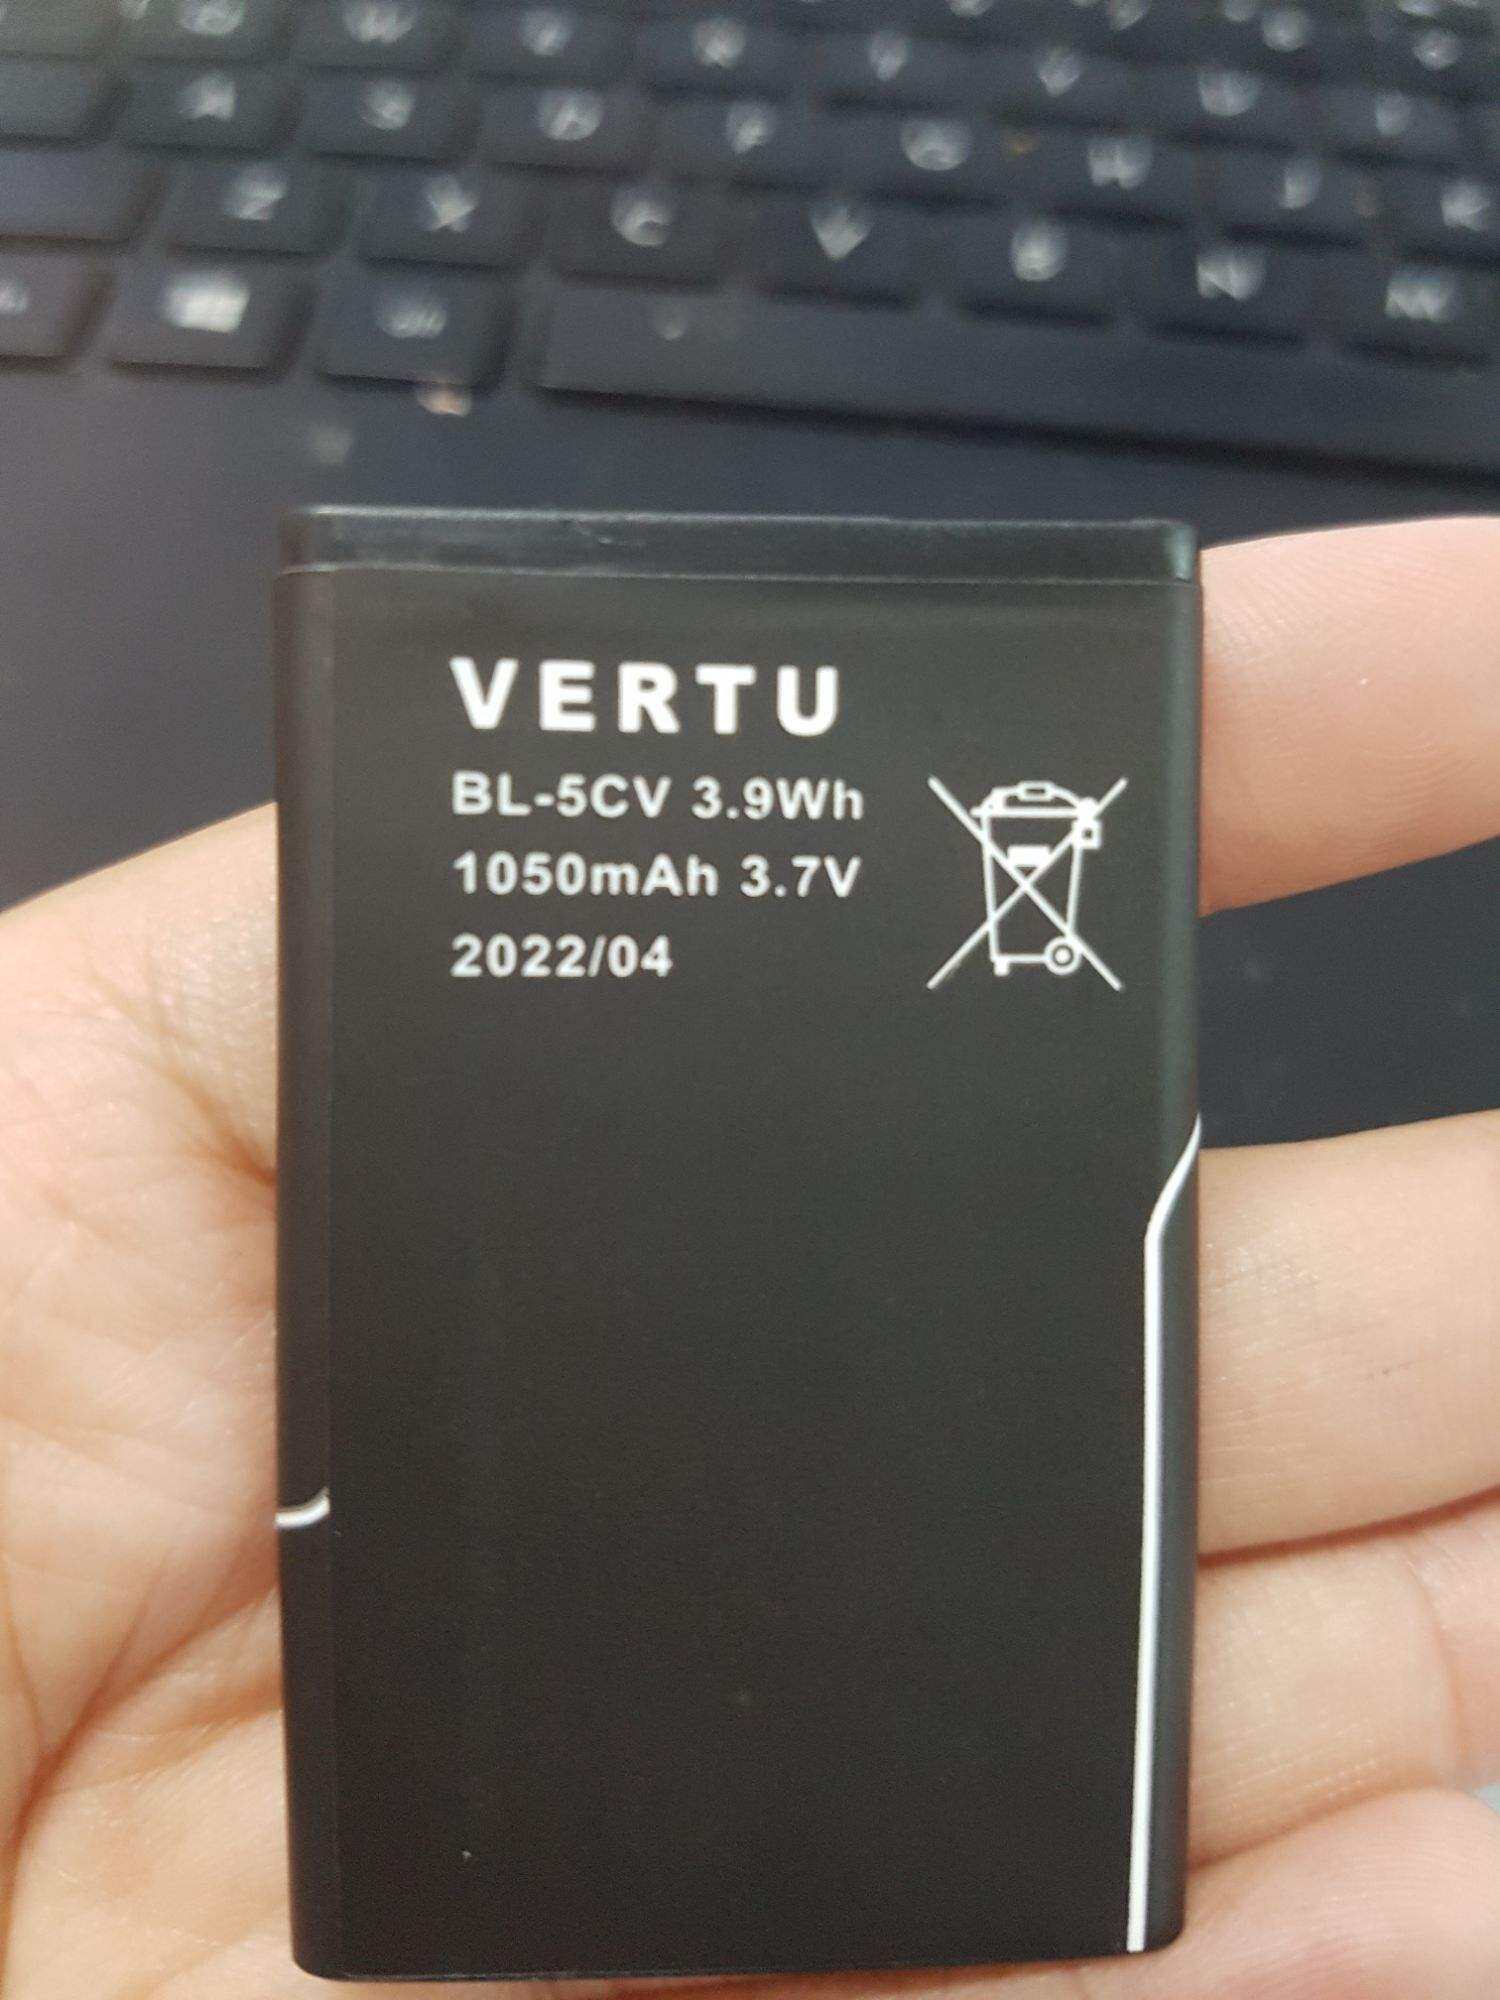 VERTU
BL-5CV 3.9Wh
1050mAh 3.7V
2022/04